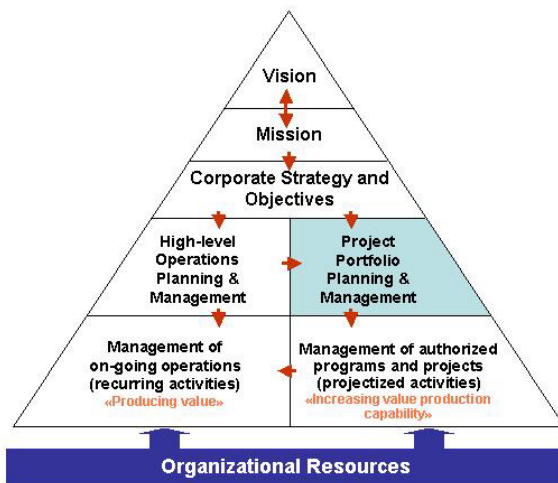 Vision
Mission
Corporate Strategy and
Objectives
High-level
Operations
Planning &
Management
Project
Portfolio
Planning &
Management
Management of
on-going operations
(recurring activities)
«Producing value»
Management of authorized
programs and projects
(projectized activities)
«Increasing value production
capability»
Organizational Resources